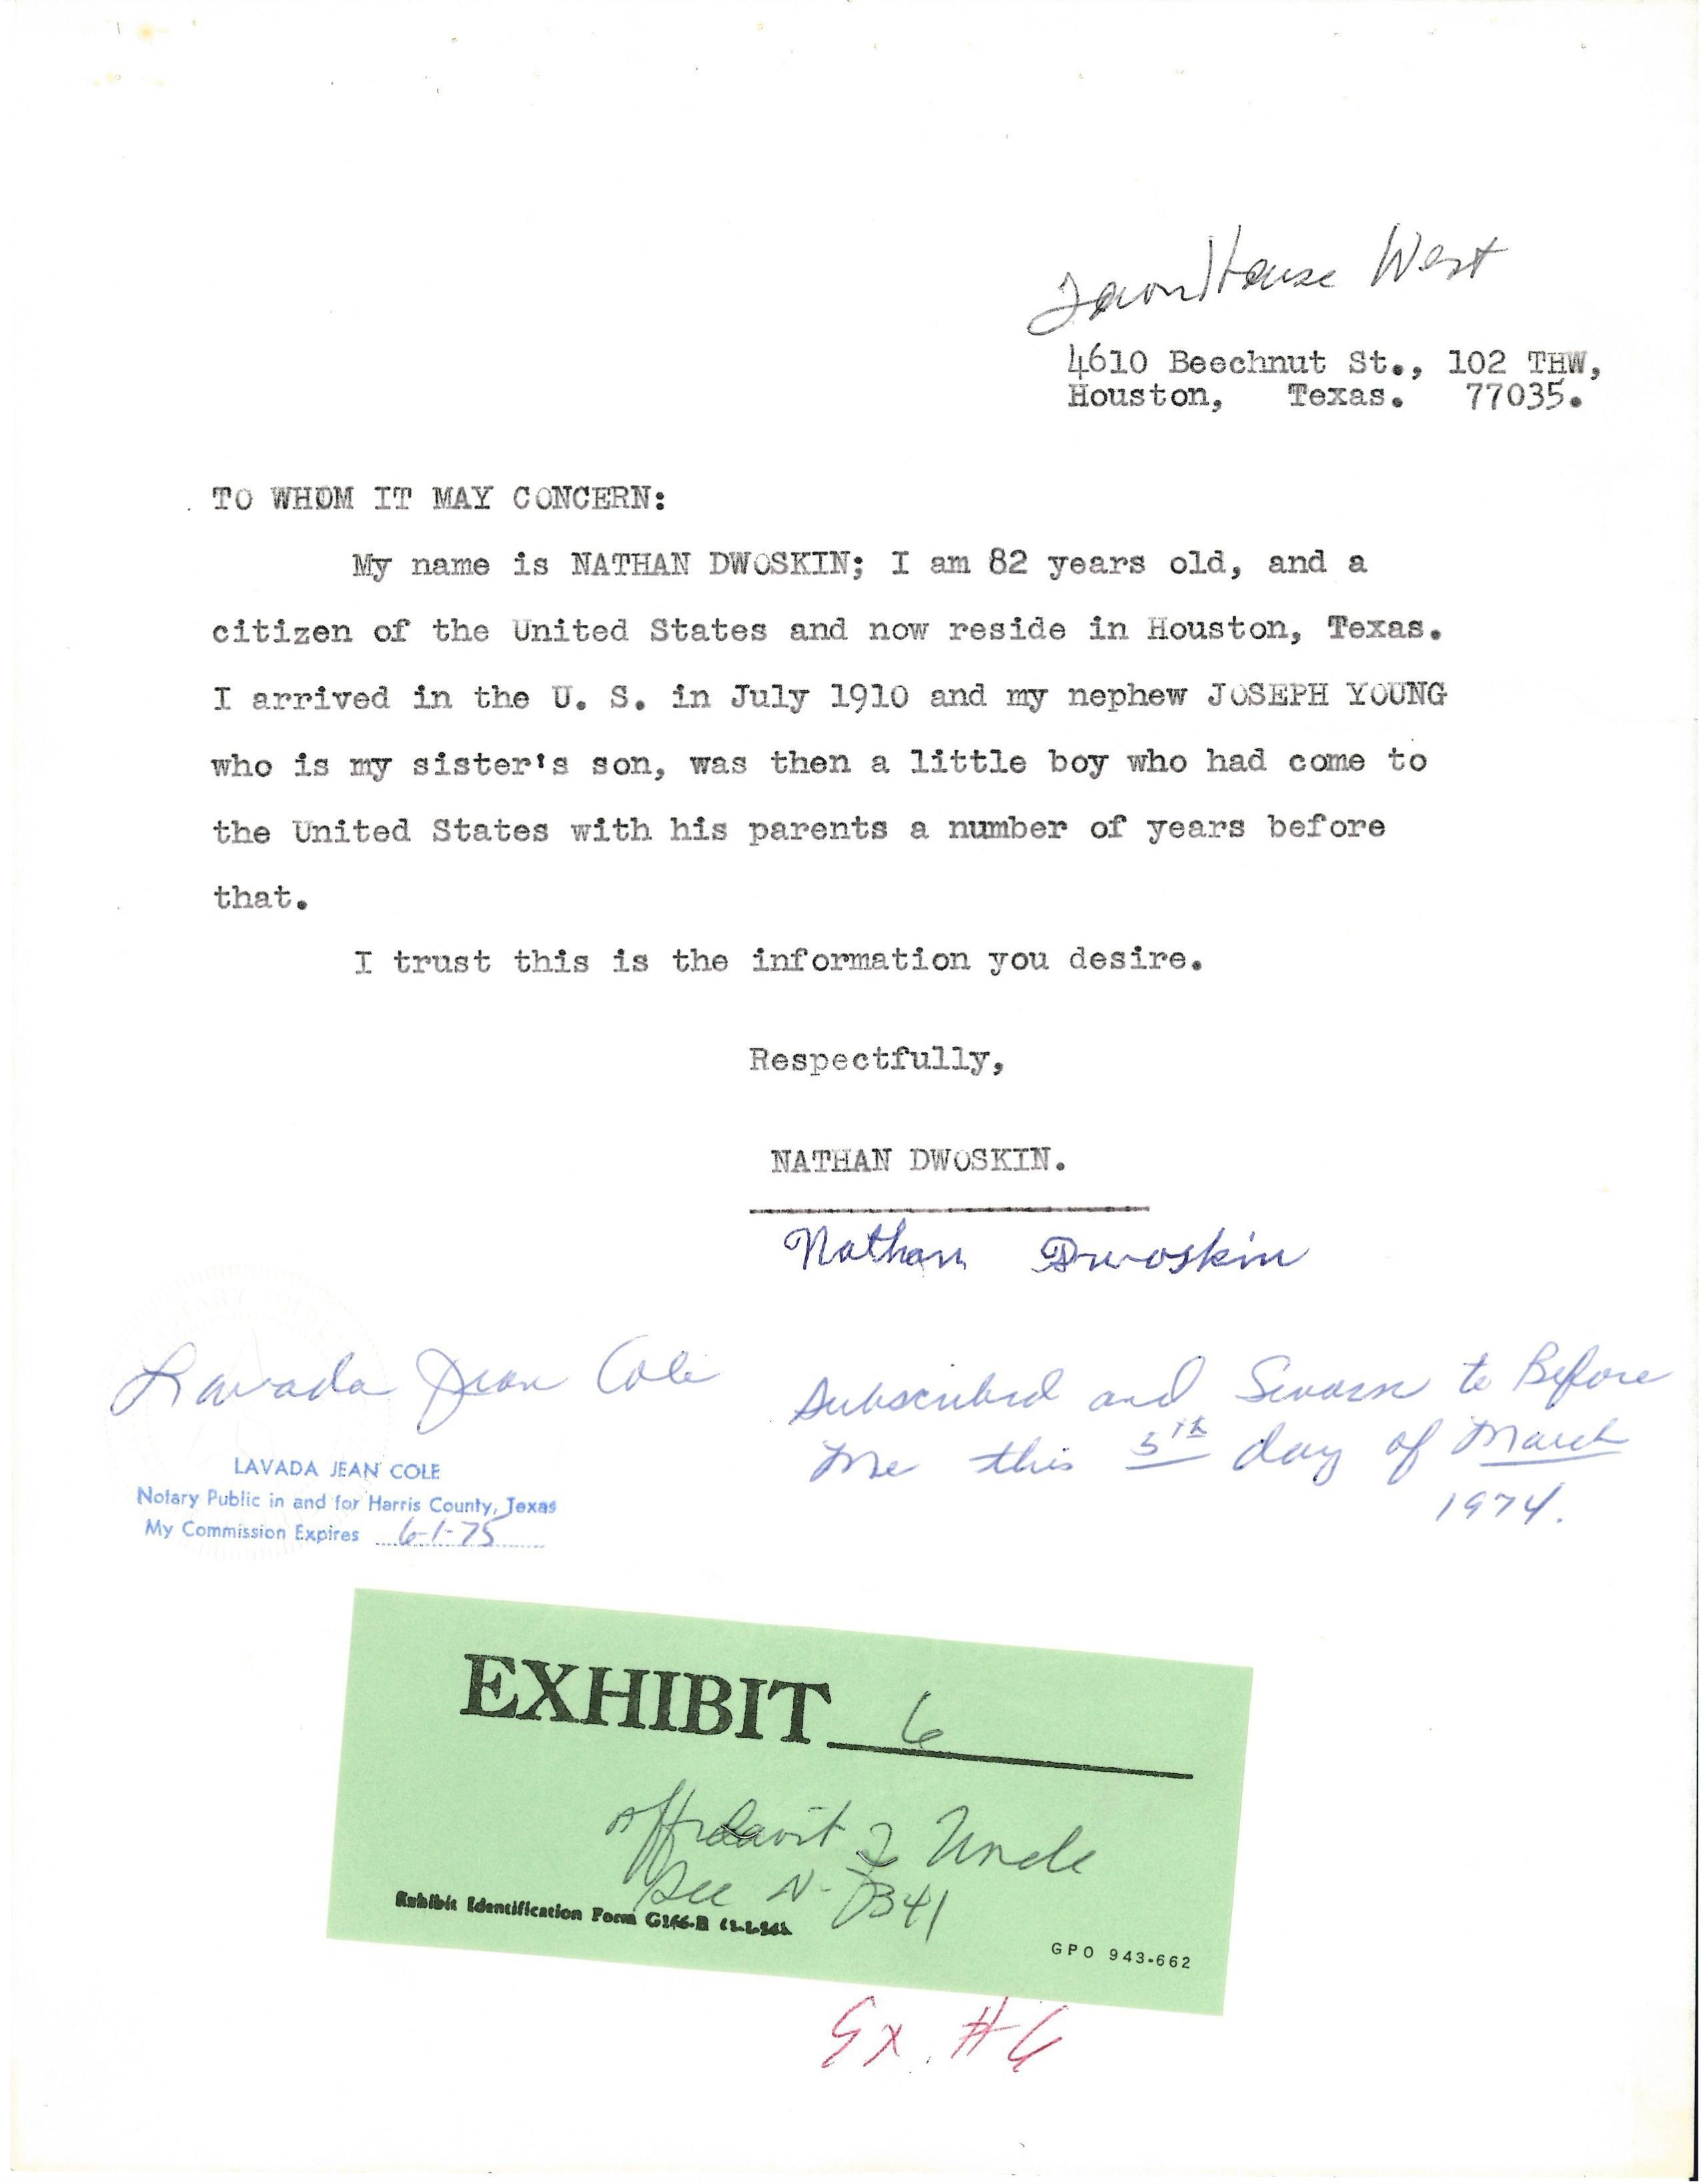 TownHouse West
4610 Beechnut St., 102 THW,
Houston, Texas. 77035.
TO WHOM IT MAY CONCERN:
My name is NATHAN DWOSKIN; I am 82 years old, and a
citizen of the United States and now reside in Houston, Texas.
I arrived in the U. S. in July 1910 and my nephew JOSEPH YOUNG
who is my sister's son, was then a little boy who had come to
the United States with his parents a number of years before
that.
I trust this is the information you desire.
Respectfully,
NATHAN DWOSKIN.
Nathan Dwoskin
Lavada Jean Cole
LAVADA JEAN COLE
Notary Public in and for Harris County, Texas
My Commission Expires 6-1-75
Subscribed and Sworn to Before
Me this 5th day of March
1974.
EXHIBIT 6
Affidavit of Uncle
See N-
Exhibit Identification Form G166-B
GPO 943-662
Ex. #6